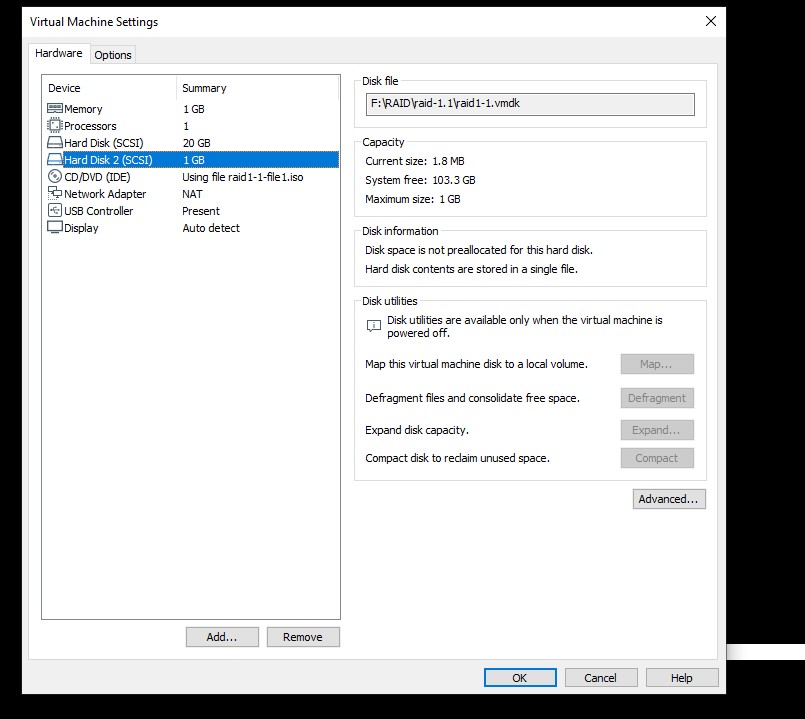 Virtual Machine Settings
Hardware
Options
Device Summary
Memory 1 GB
Processors 1
Hard Disk (SCSI) 20 GB
Hard Disk 2 (SCSI) 1 GB
CD/DVD (IDE) Using file raid1-1-file1.iso
Network Adapter NAT
USB Controller Present
Display Auto detect
Add... Remove
Disk file
F:\RAID\raid-1.1\raid1-1.vmdk
Capacity
Current size: 1.8 MB
System free: 103.3 GB
Maximum size: 1 GB
Disk information
Disk space is not preallocated for this hard disk.
Hard disk contents are stored in a single file.
Disk utilities
Disk utilities are available only when the virtual machine is
powered off.
Map this virtual machine disk to a local volume. Map...
Defragment files and consolidate free space. Defragment
Expand disk capacity. Expand...
Compact disk to reclaim unused space. Compact
Advanced...
OK Cancel Help